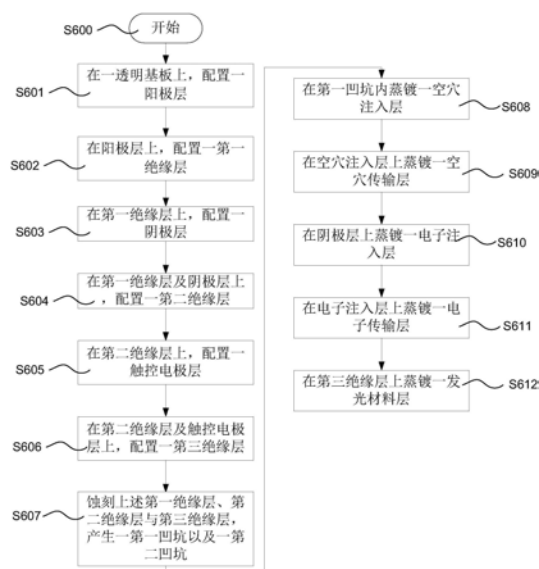 S600
开始
S601
在一透明基板上，配置一
阳极层
S602
在阳极层上，配置一第一
绝缘层
S603
在第一绝缘层上，配置一
阴极层
S604
在第一绝缘层及阴极层上
，配置一第二绝缘层
S605
在第二绝缘层上，配置一
触控电极层
S606
在第二绝缘层及触控电极
层上，配置一第三绝缘层
S607
蚀刻上述第一绝缘层、第
二绝缘层与第三绝缘层，
产生一第一凹坑以及一第
二凹坑
在第一凹坑内蒸镀一空穴
注入层
S608
在空穴注入层上蒸镀一空
穴传输层
S609
在阴极层上蒸镀一电子注
入层
S610
在电子注入层上蒸镀一电
子传输层
S611
在第三绝缘层上蒸镀一发
光材料层
S612